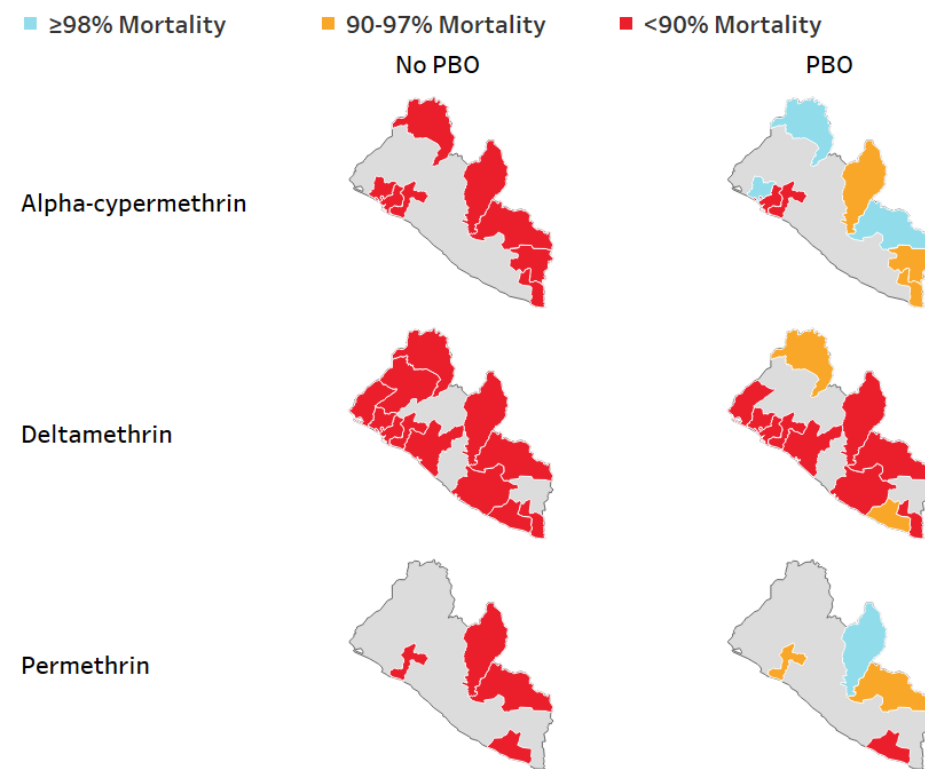 ≥98% Mortality 90-97% Mortality <90% Mortality
No PBO PBO
Alpha-cypermethrin
Deltamethrin
Permethrin